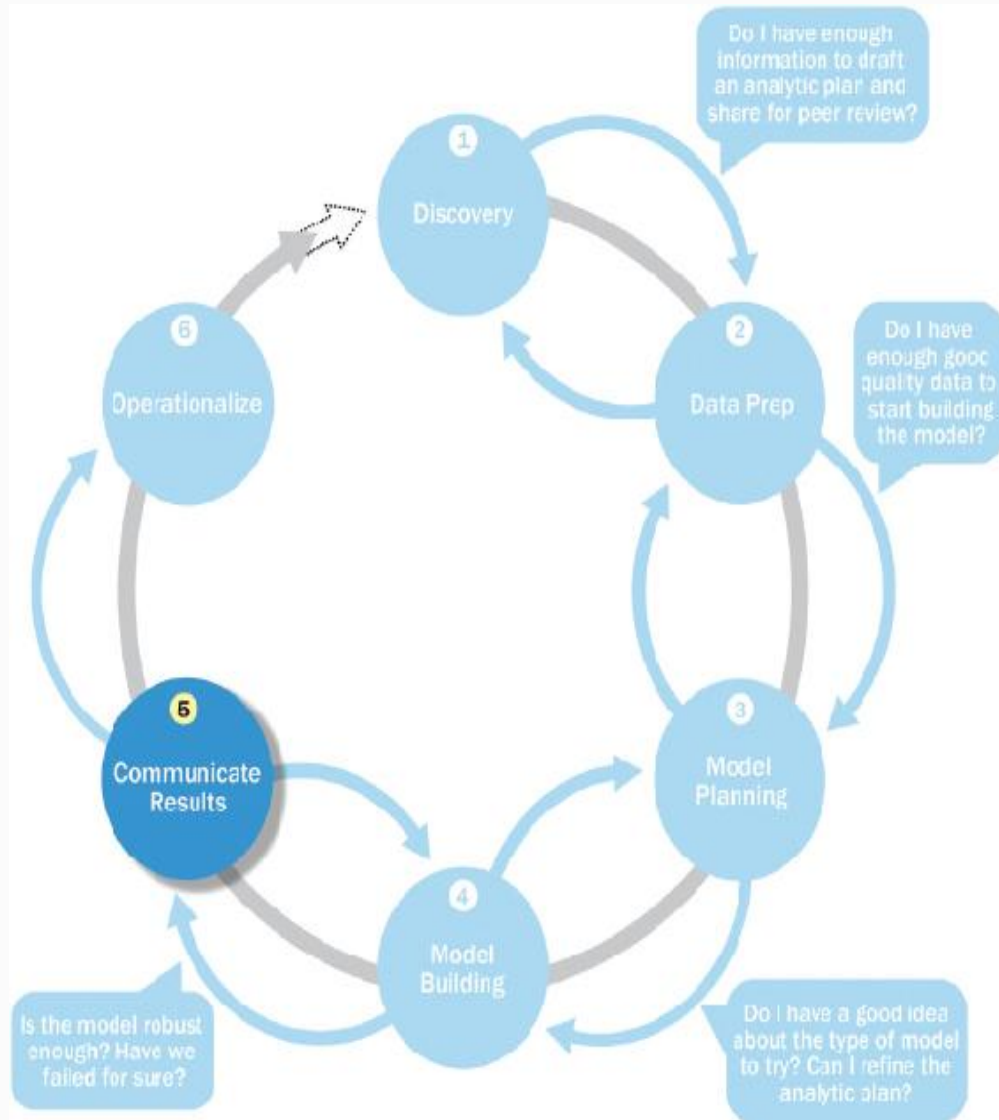 Do I have enough
information to draft
an analytic plan and
share for peer review?
1
Discovery
2
Data Prep
Do I have
enough good
quality data to
start building
the model?
3
Model
Planning
Do I have a good idea
about the type of model
to try? Can I refine the
analytic plan?
4
Model
Building
Is the model robust
enough? Have we
failed for sure?
5
Communicate
Results
6
Operationalize